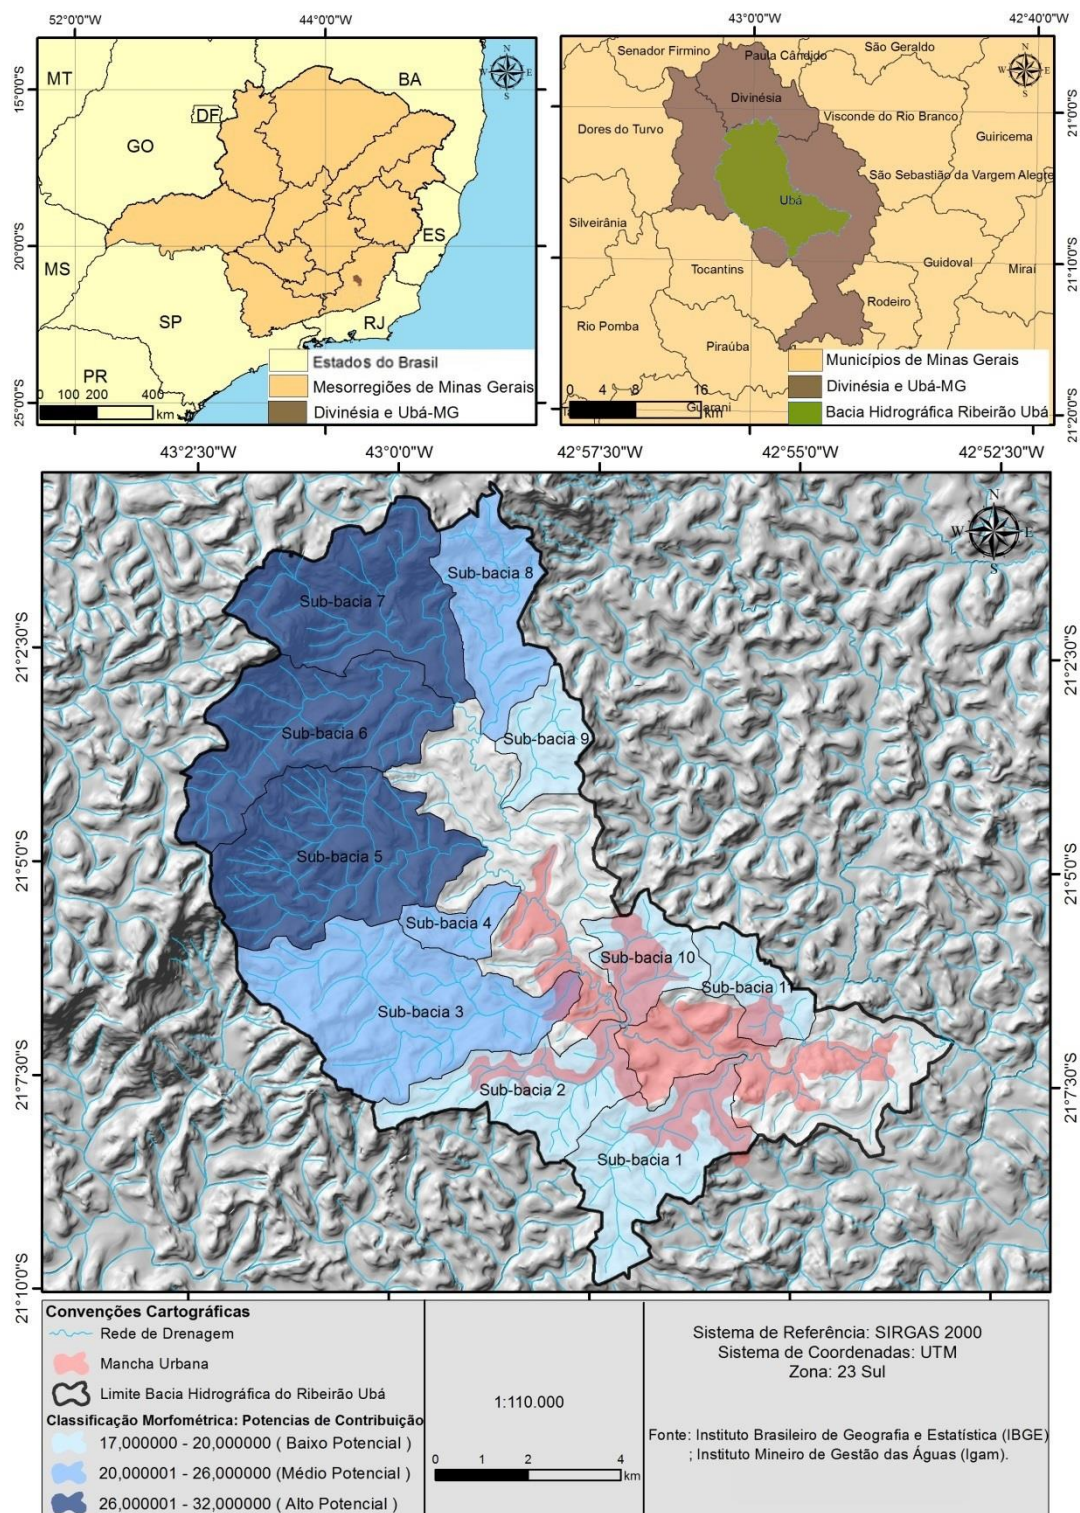 52°0'0"W
44°0'0"W
15°0'0"S
20°0'0"S
25°0'0"S
MT
BA
DF
GO
ES
MS
SP
RJ
PR
N
W
E
S
Estados do Brasil
Mesorregiões de Minas Gerais
Divinésia e Ubá-MG
0 100 200 400
km
43°0'0"W
42°40'0"W
21°0'0"S
21°10'0"S
21°20'0"S
Senador Firmino
Paula Cândido
São Geraldo
Divinésia
Dores do Turvo
Visconde do Rio Branco
Guiricema
São Sebastião da Vargem Alegre
Ubá
Silveirânia
Guidoval
Miraí
Tocantins
Rodeiro
Rio Pomba
Piraúba
Guarani
N
W
E
S
Municípios de Minas Gerais
Divinésia e Ubá-MG
Bacia Hidrográfica Ribeirão Ubá
0 4 8 16
km
43°2'30"W
43°0'0"W
42°57'30"W
42°55'0"W
42°52'30"W
21°2'30"S
21°5'0"S
21°7'30"S
21°10'0"S
21°2'30"S
21°5'0"S
21°7'30"S
N
W
E
S
Sub-bacia 8
Sub-bacia 7
Sub-bacia 6
Sub-bacia 9
Sub-bacia 5
Sub-bacia 4
Sub-bacia 10
Sub-bacia 11
Sub-bacia 3
Sub-bacia 2
Sub-bacia 1
Convenções Cartográficas
Rede de Drenagem
Mancha Urbana
Limite Bacia Hidrográfica do Ribeirão Ubá
Classificação Morfométrica: Potencias de Contribuição
17,000000 - 20,000000 ( Baixo Potencial )
20,000001 - 26,000000 (Médio Potencial )
26,000001 - 32,000000 ( Alto Potencial )
1:110.000
0 1 2 4
km
Sistema de Referência: SIRGAS 2000
Sistema de Coordenadas: UTM
Zona: 23 Sul
Fonte: Instituto Brasileiro de Geografia e Estatística (IBGE)
; Instituto Mineiro de Gestão das Águas (Igam).